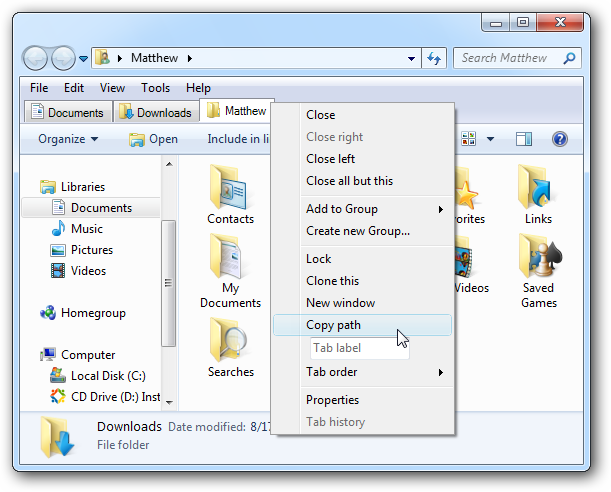 Matthew
Search Matthew
File Edit View Tools Help
Documents Downloads Matthew
Organize Open Include in li
Libraries
Documents
Music
Pictures
Videos
Homegroup
Computer
Local Disk (C:)
CD Drive (D:) Inst
Contacts
Links
My
Documents
Videos
Saved
Games
Searches
Close
Close right
Close left
Close all but this
Add to Group
Create new Group...
Lock
Clone this
New window
Copy path
Tab label
Tab order
Properties
Tab history
Downloads Date modified: 8/17
File folder